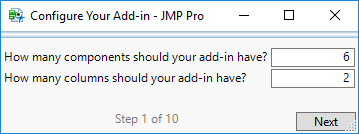 Configure Your Add-in - JMP Pro
How many components should your add-in have? 6
How many columns should your add-in have? 2
Step 1 of 10
Next